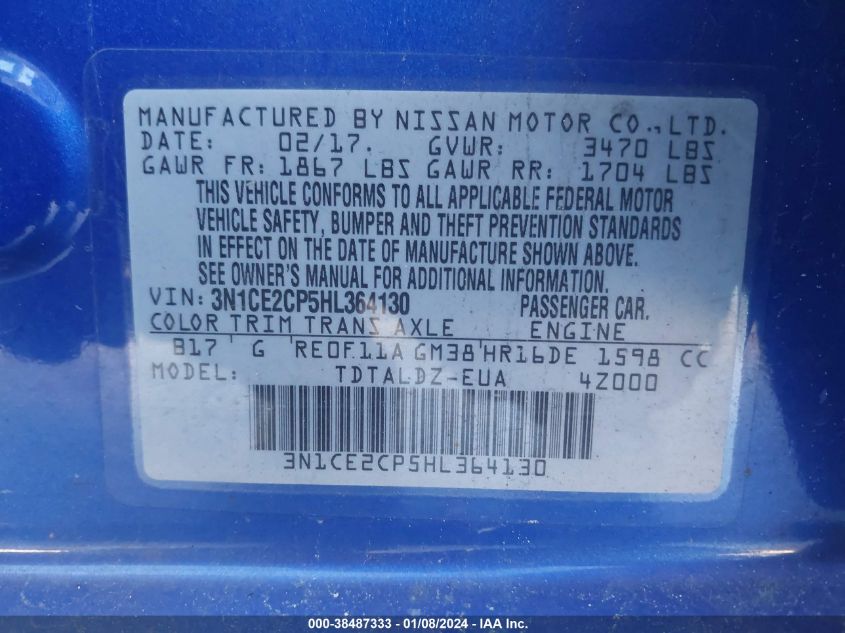 MANUFACTURED BY NISSAN MOTOR CO., LTD.
DATE: 02/17. GVWR: 3470 LBS
GAWR FR: 1867 LBS GAWR RR: 1704 LBS
THIS VEHICLE CONFORMS TO ALL APPLICABLE FEDERAL MOTOR
VEHICLE SAFETY, BUMPER AND THEFT PREVENTION STANDARDS
IN EFFECT ON THE DATE OF MANUFACTURE SHOWN ABOVE.
SEE OWNER'S MANUAL FOR ADDITIONAL INFORMATION.
VIN: 3N1CE2CP5HL364130 PASSENGER CAR.
COLOR TRIM TRANS AXLE ENGINE
B17 G RE0F11A GM38 HR16DE 1598 CC
MODEL: TDTALDZ-EUA 4Z000
3N1CE2CP5HL364130
000-38487333 - 01/08/2024 - IAA, Inc.